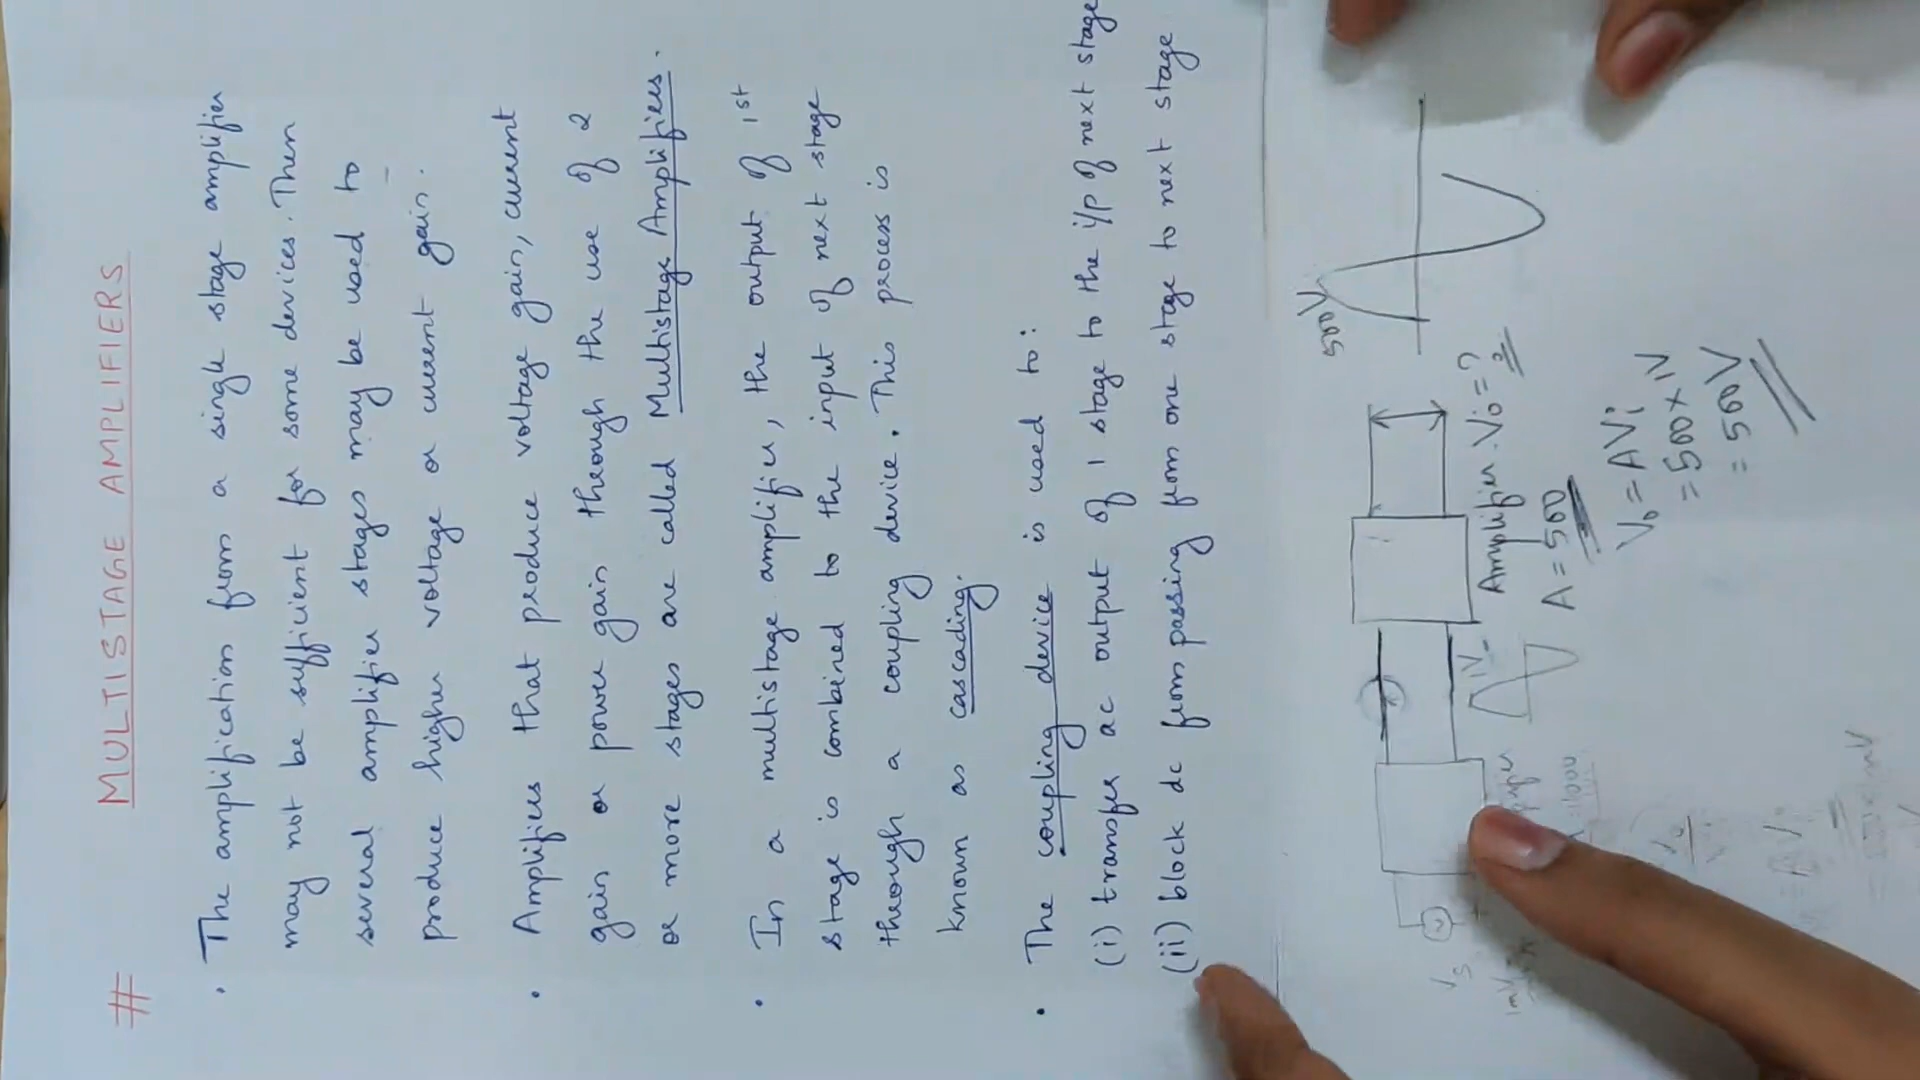 # MULTISTAGE AMPLIFIERS
• The amplification from a single stage amplifier
may not be sufficient for some devices. Then
several amplifier stages may be used to
produce higher voltage or current gain.
• Amplifiers that produce voltage gain, current
gain or power gain through the use of 2
or more stages are called Multistage Amplifiers.
• In a multistage amplifier, the output of 1st
stage is combined to the input of next stage
through a coupling device. This process is
known as cascading.
• The coupling device is used to:
(i) transfer ac output of 1 stage to the i/p of next stage
(ii) block dc from passing from one stage to next stage
500V
Amplifier Vo = ?
1V
A = 500
Vo = AVi
= 500 × 1V
= 500V
Vs
1mV